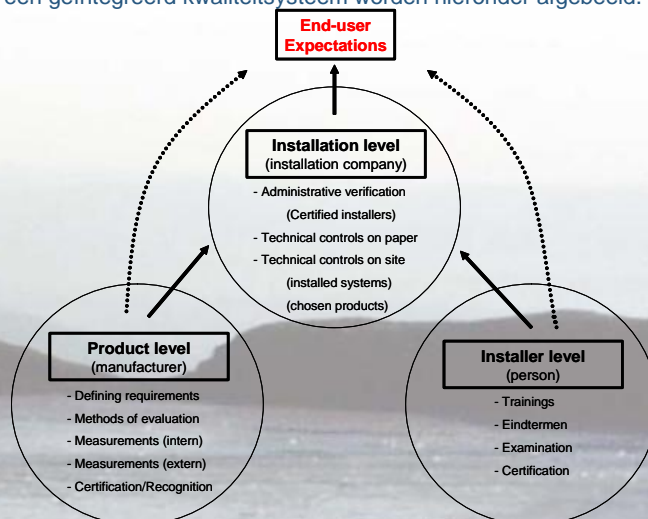 een geïntegreerd kwaliteitsysteem worden hieronder afgebeeld:
End-user
Expectations
Installation level
(installation company)
- Administrative verification
(Certified installers)
- Technical controls on paper
- Technical controls on site
(installed systems)
(chosen products)
Product level
(manufacturer)
- Defining requirements
- Methods of evaluation
- Measurements (intern)
- Measurements (extern)
- Certification/Recognition
Installer level
(person)
- Trainings
- Eindtermen
- Examination
- Certification